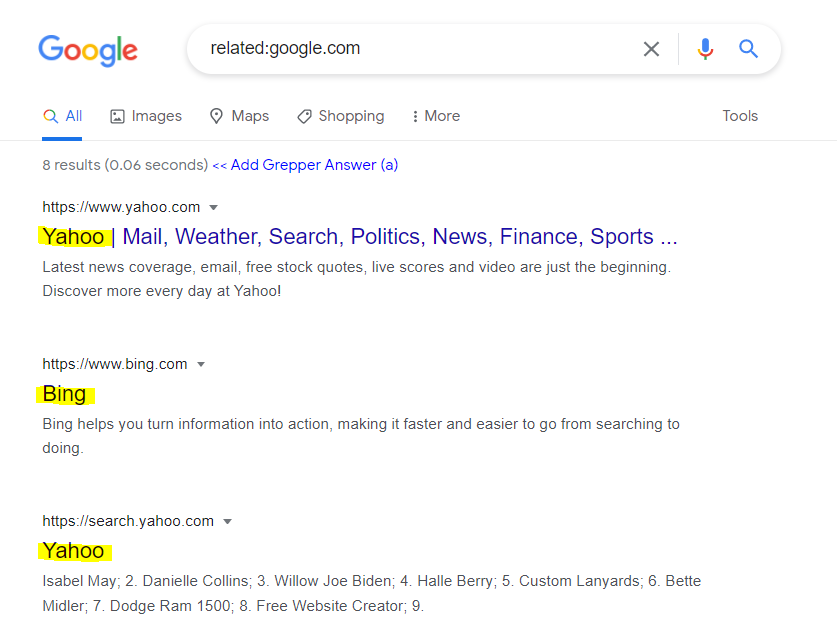 Google
related:google.com
All Images Maps Shopping More Tools
8 results (0.06 seconds) << Add Grepper Answer (a)
https://www.yahoo.com
Yahoo | Mail, Weather, Search, Politics, News, Finance, Sports ...
Latest news coverage, email, free stock quotes, live scores and video are just the beginning.
Discover more every day at Yahoo!
https://www.bing.com
Bing
Bing helps you turn information into action, making it faster and easier to go from searching to
doing.
https://search.yahoo.com
Yahoo
Isabel May; 2. Danielle Collins; 3. Willow Joe Biden; 4. Halle Berry; 5. Custom Lanyards; 6. Bette
Midler; 7. Dodge Ram 1500; 8. Free Website Creator; 9.